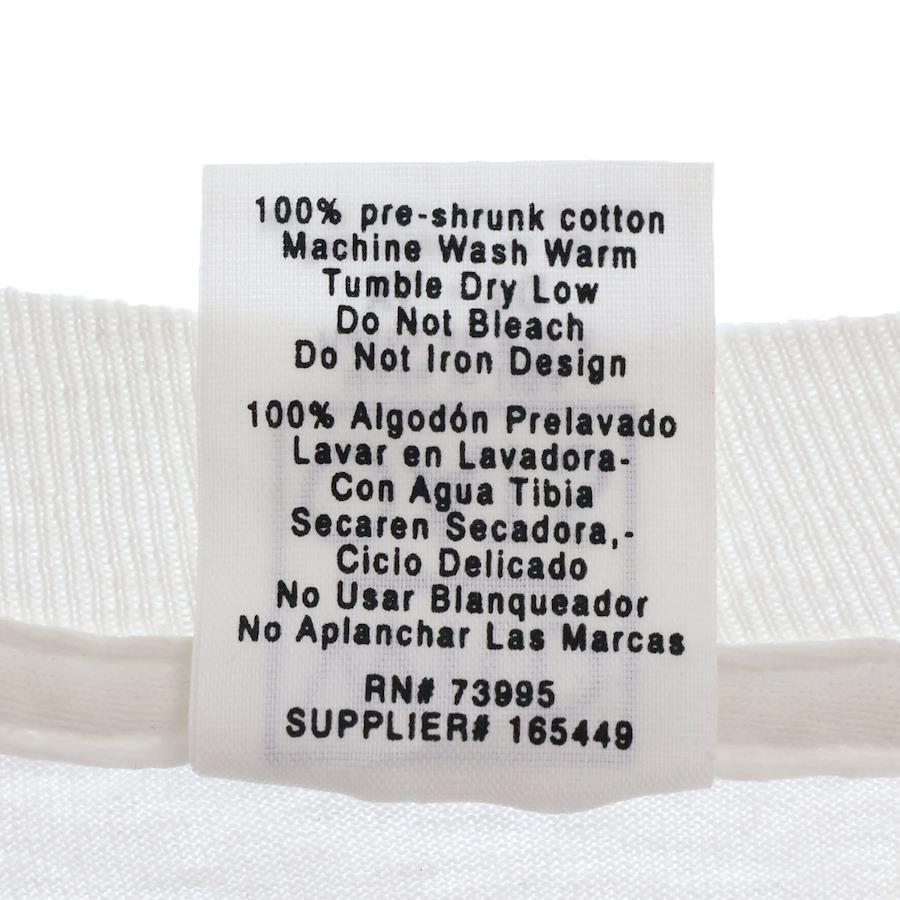 100% pre-shrunk cotton
Machine Wash Warm
Tumble Dry Low
Do Not Bleach
Do Not Iron Design
100% Algodón Prelavado
Lavar en Lavadora-
Con Agua Tibia
Secaren Secadora,-
Ciclo Delicado
No Usar Blanqueador
No Aplanchar Las Marcas
RN# 73995
SUPPLIER# 165449